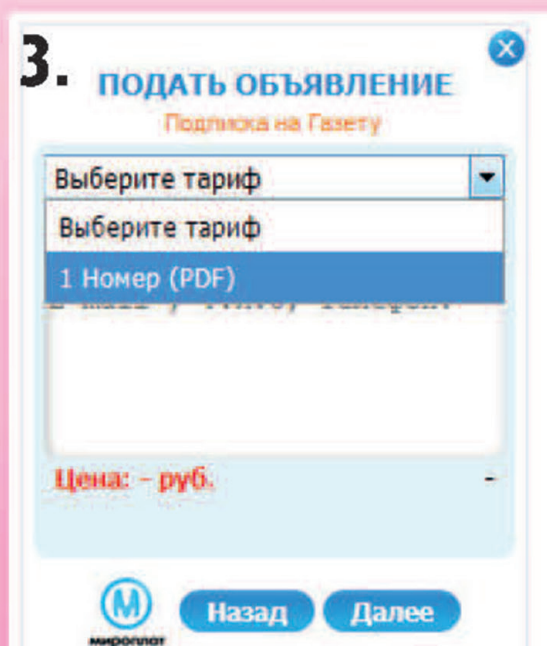 3.
ПОДАТЬ ОБЪЯВЛЕНИЕ
Подписка на Газету
Выберите тариф
Выберите тариф
1 Номер (PDF)
Цена: - руб. -
Назад Далее
МИРОПЛАТ